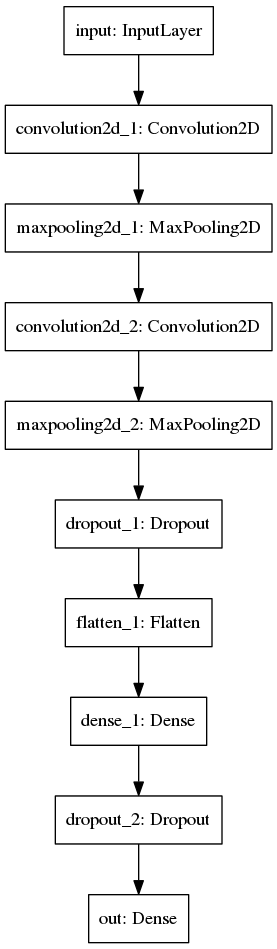 input: InputLayer
convolution2d_1: Convolution2D
maxpooling2d_1: MaxPooling2D
convolution2d_2: Convolution2D
maxpooling2d_2: MaxPooling2D
dropout_1: Dropout
flatten_1: Flatten
dense_1: Dense
dropout_2: Dropout
out: Dense